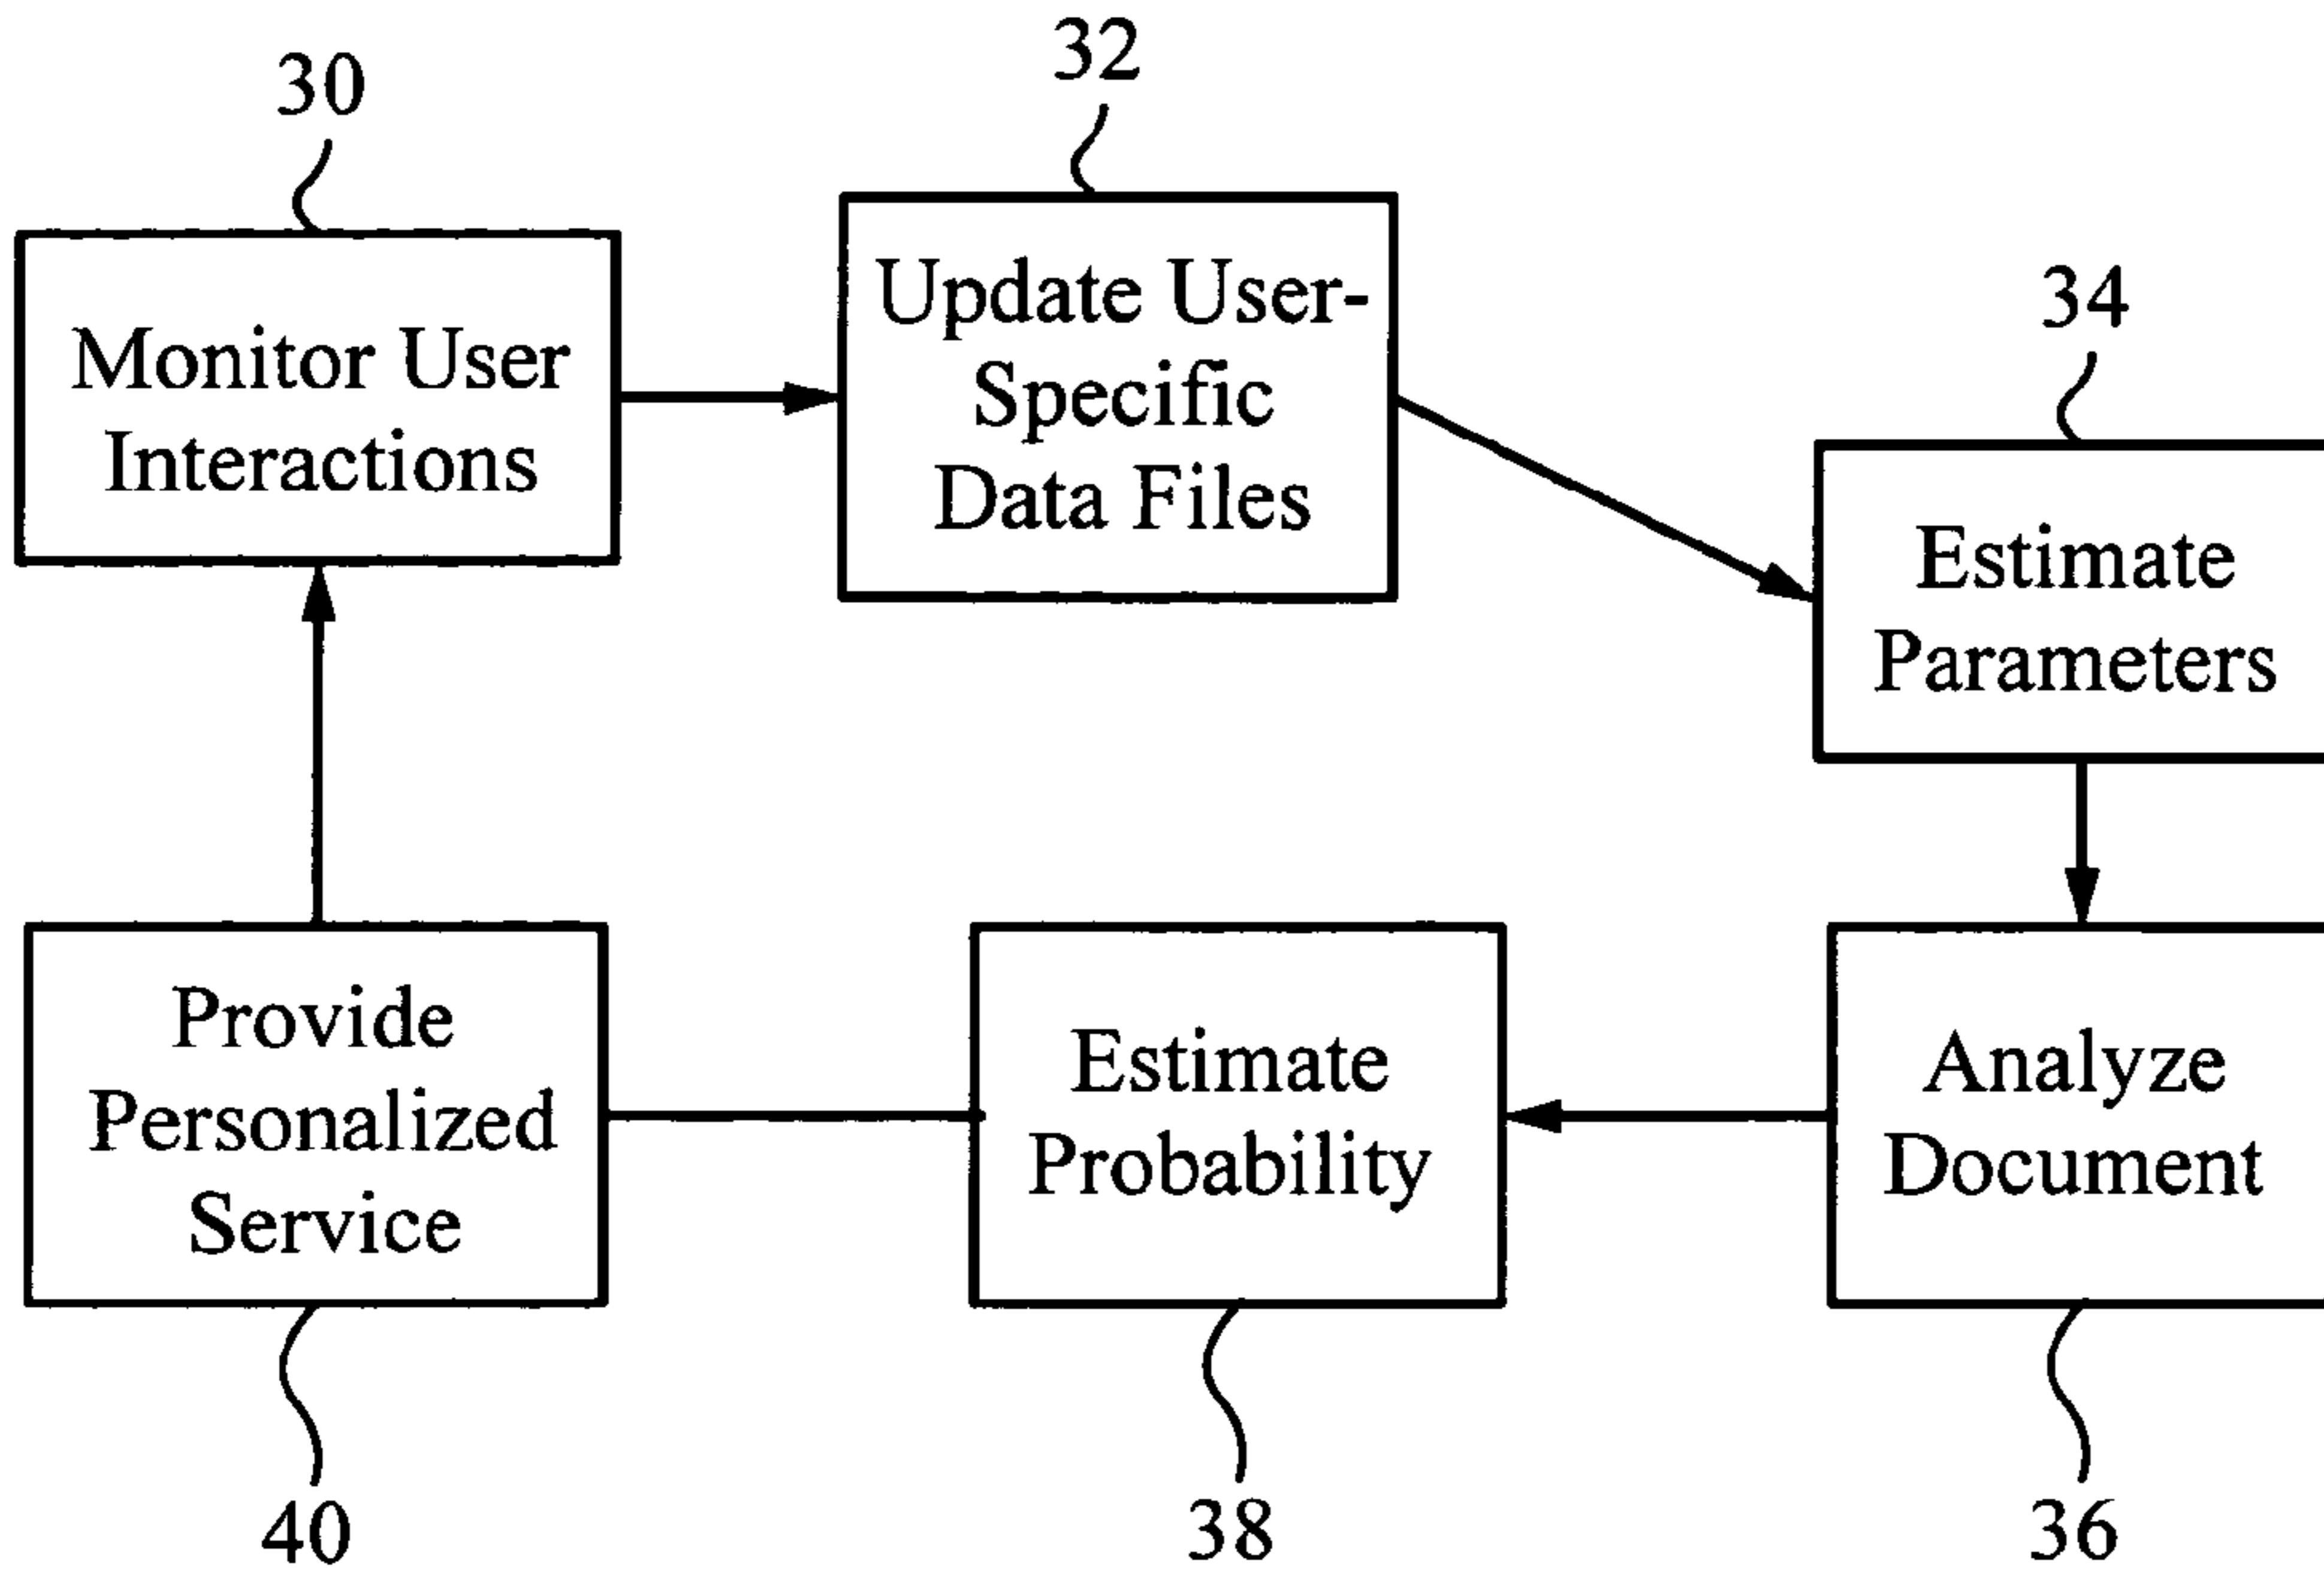 30
Monitor User
Interactions
32
Update User-
Specific
Data Files
34
Estimate
Parameters
Provide
Personalized
Service
40
Estimate
Probability
38
Analyze
Document
36